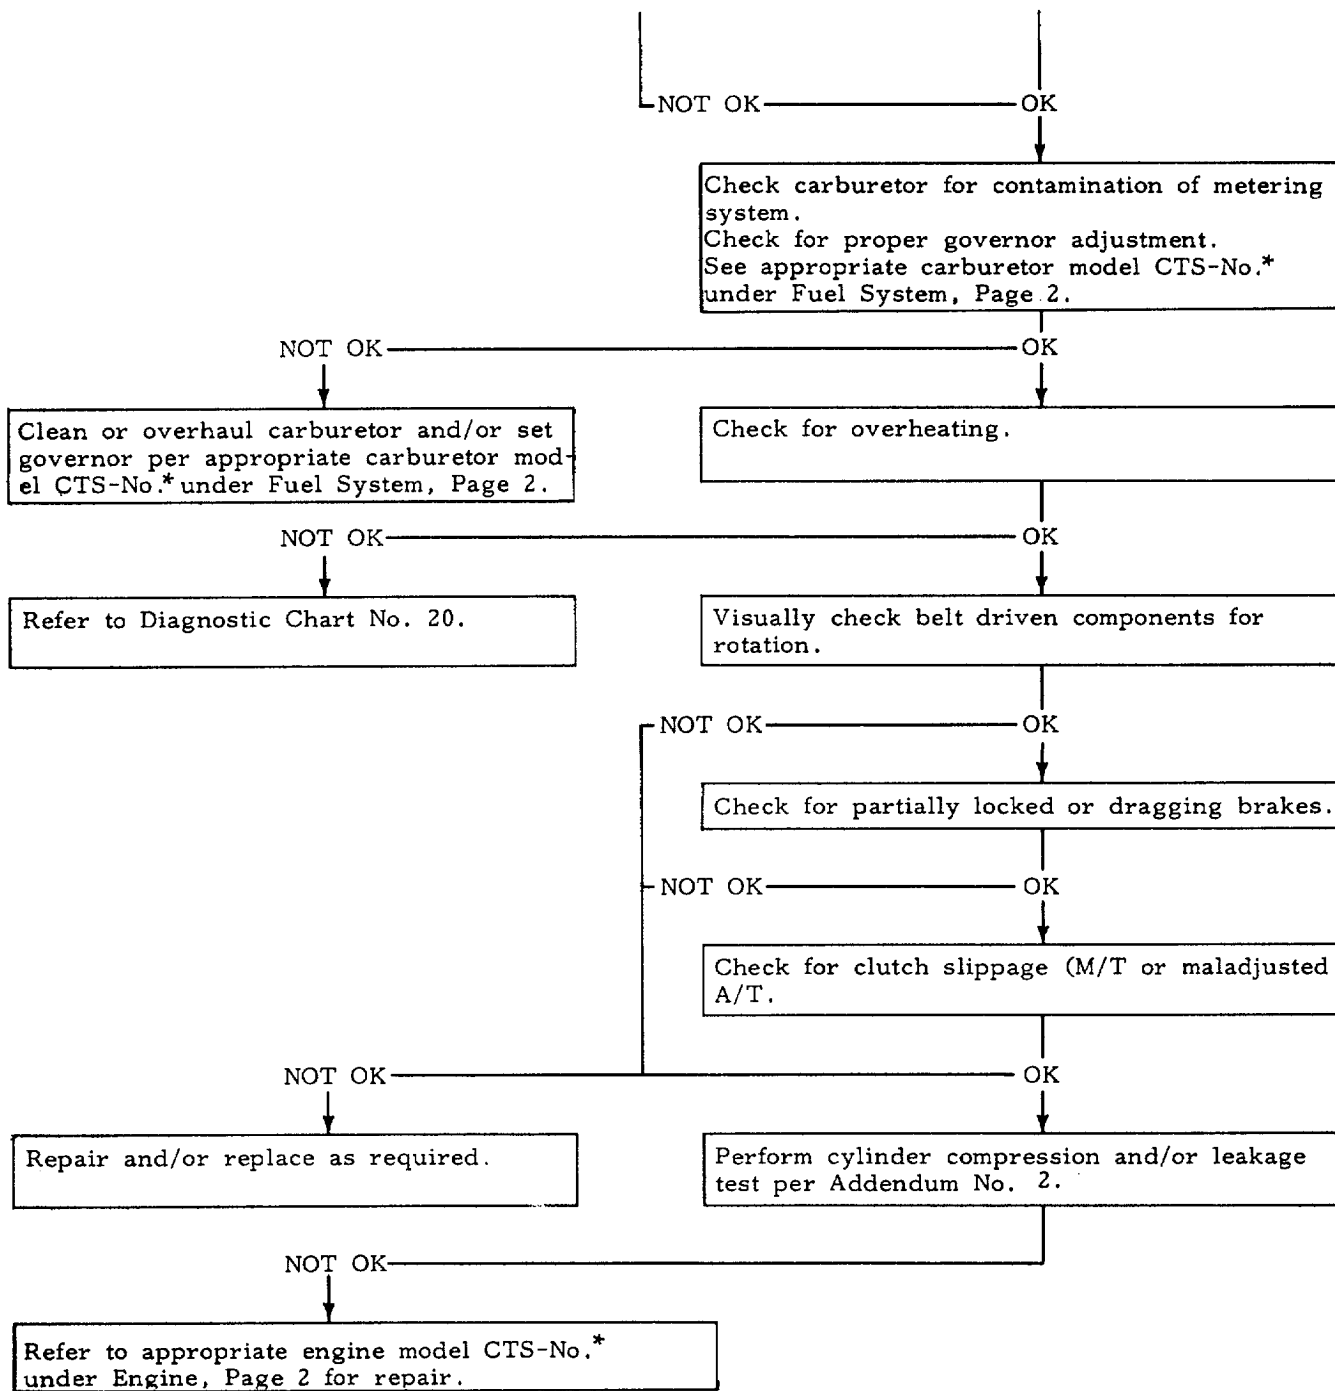 NOT OK OK
Check carburetor for contamination of metering
system.
Check for proper governor adjustment.
See appropriate carburetor model CTS-No.*
under Fuel System, Page 2.
NOT OK OK
Clean or overhaul carburetor and/or set
governor per appropriate carburetor mod-
el CTS-No.* under Fuel System, Page 2.
Check for overheating.
NOT OK OK
Refer to Diagnostic Chart No. 20.
Visually check belt driven components for
rotation.
NOT OK OK
Check for partially locked or dragging brakes.
NOT OK OK
Check for clutch slippage (M/T or maladjusted
A/T.
NOT OK OK
Repair and/or replace as required.
Perform cylinder compression and/or leakage
test per Addendum No. 2.
NOT OK
Refer to appropriate engine model CTS-No.*
under Engine, Page 2 for repair.